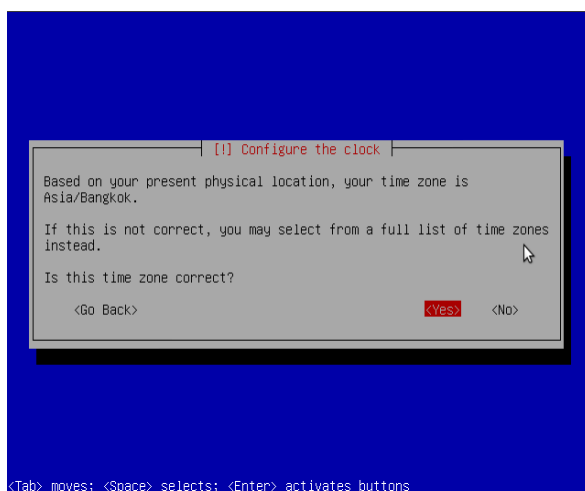 [!] Configure the clock
Based on your present physical location, your time zone is
Asia/Bangkok.
If this is not correct, you may select from a full list of time zones
instead.
Is this time zone correct?
<Go Back> <Yes> <No>
<Tab> moves; <Space> selects; <Enter> activates buttons